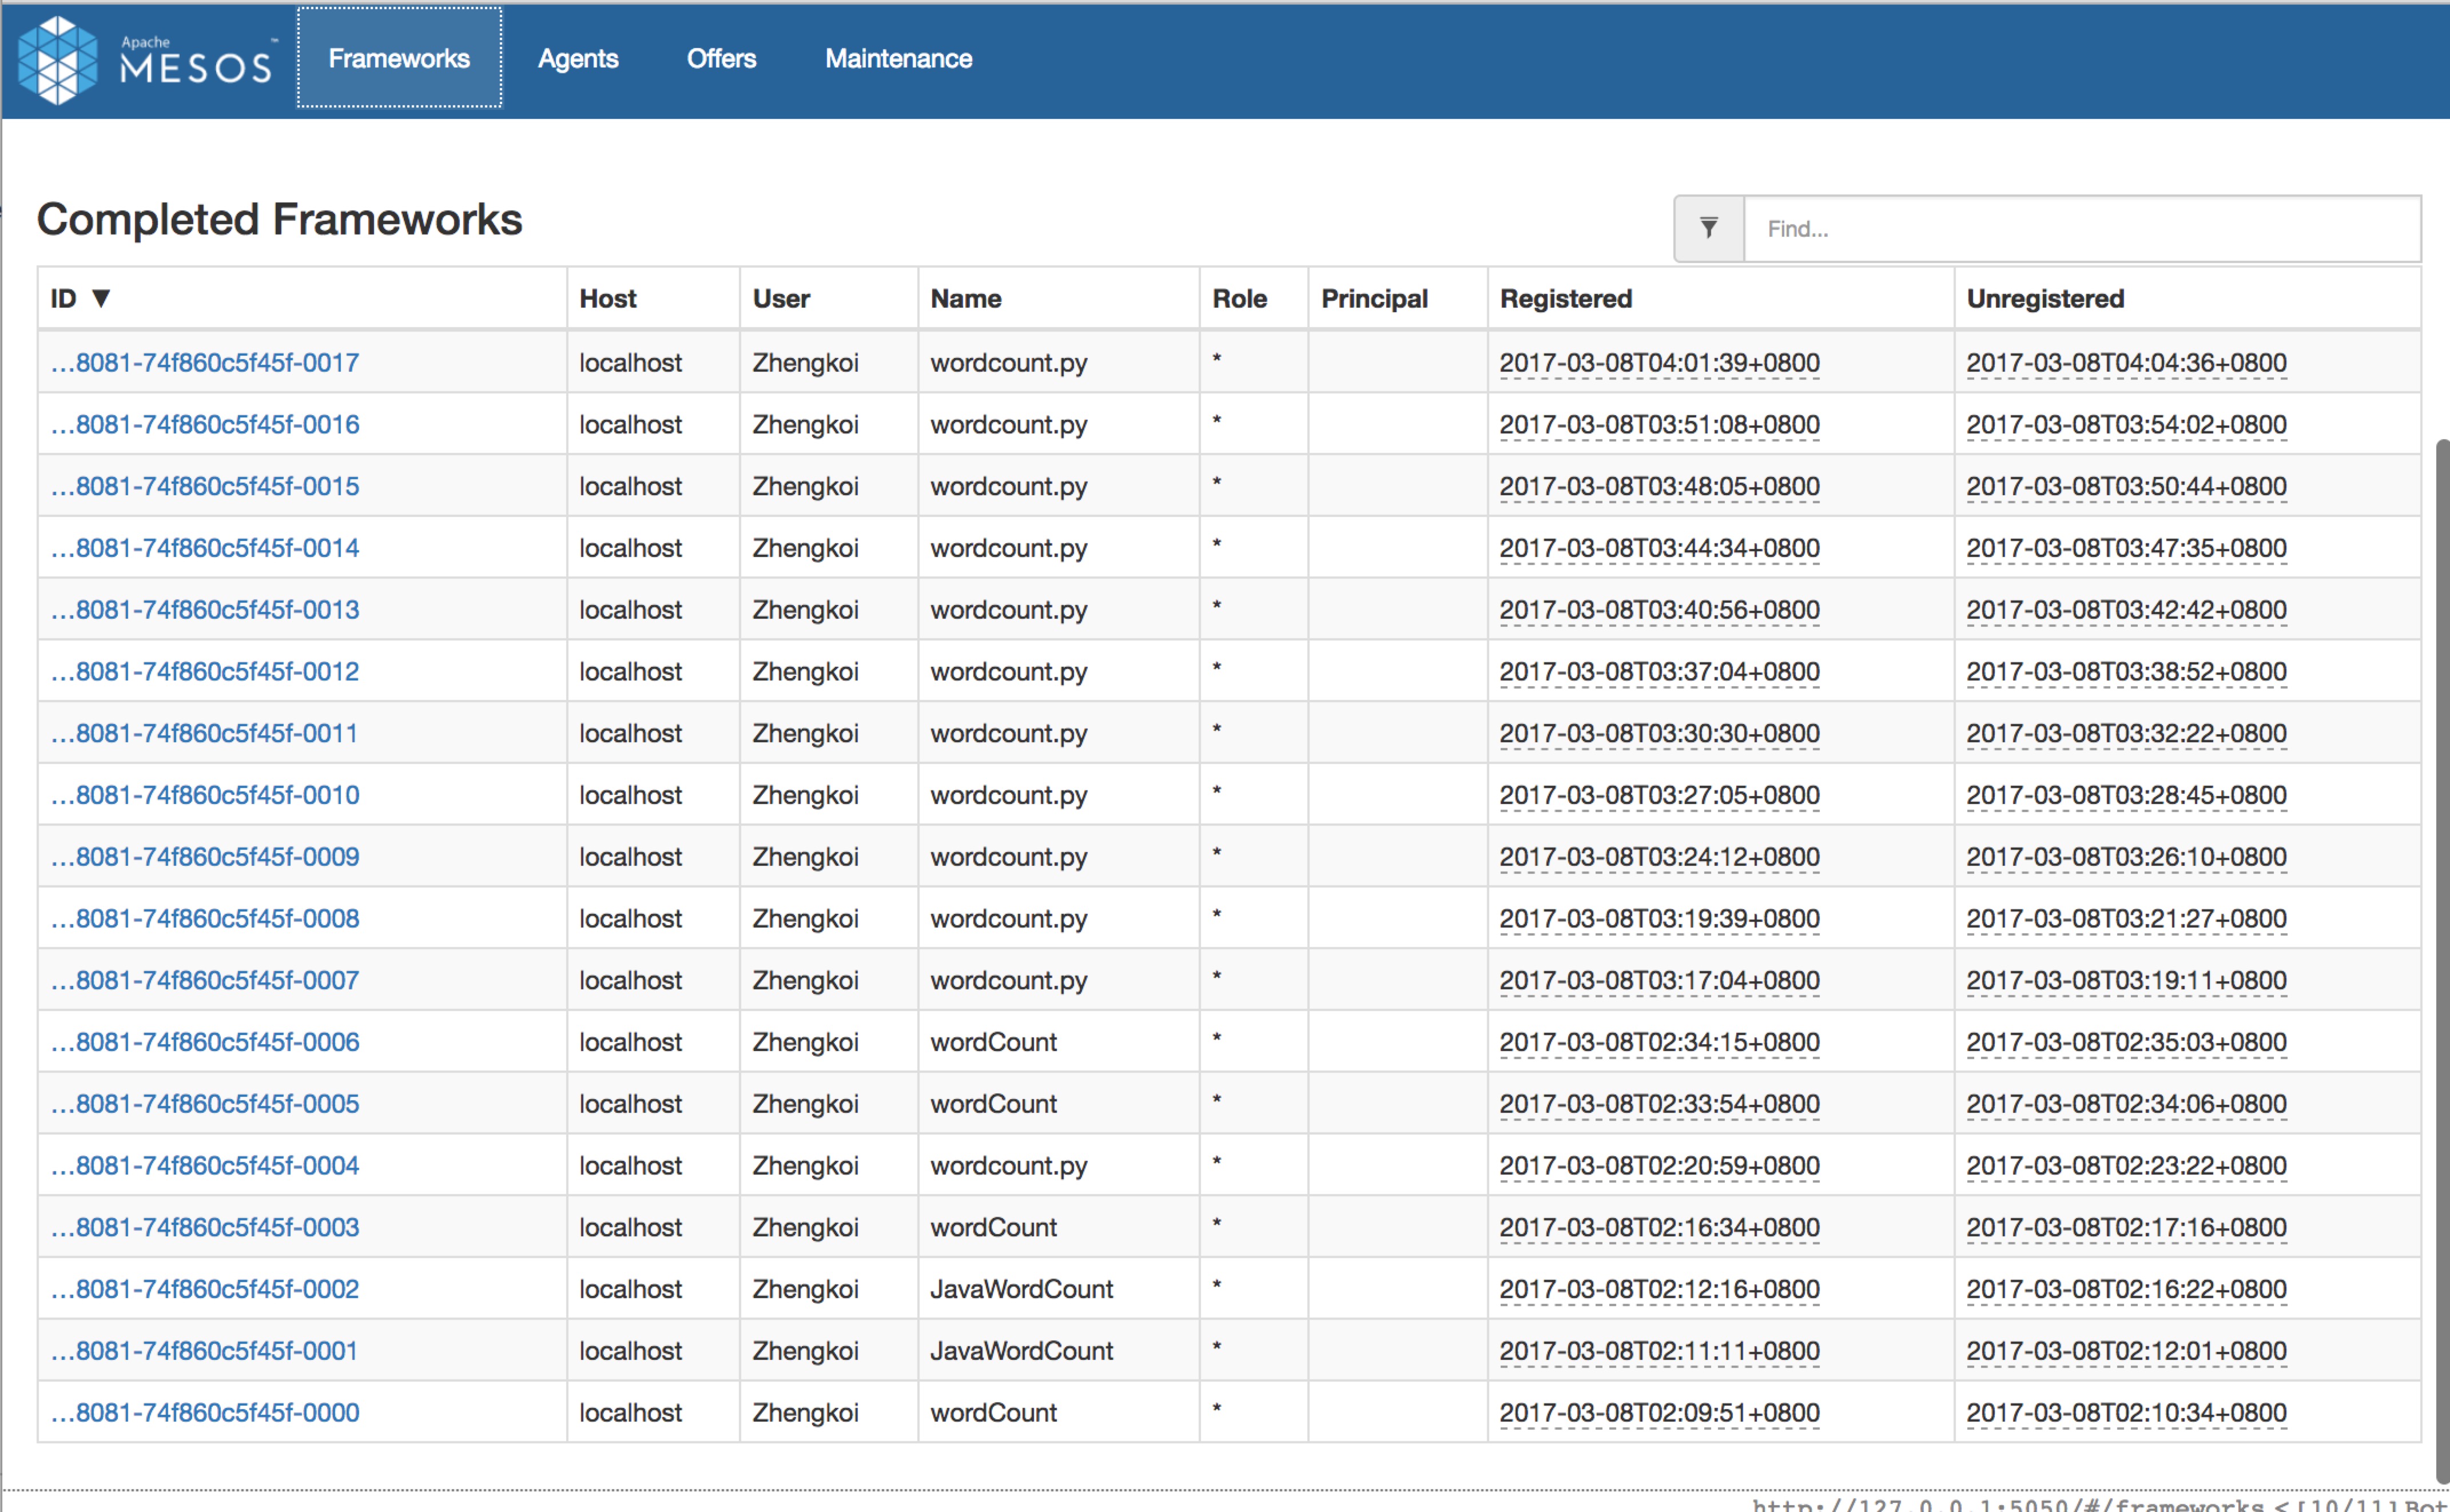 Apache
MESOS™ Frameworks Agents Offers Maintenance
Completed Frameworks
Find...
ID ▼ Host User Name Role Principal Registered Unregistered
...8081-74f860c5f45f-0017 localhost Zhengkoi wordcount.py * 2017-03-08T04:01:39+0800 2017-03-08T04:04:36+0800
...8081-74f860c5f45f-0016 localhost Zhengkoi wordcount.py * 2017-03-08T03:51:08+0800 2017-03-08T03:54:02+0800
...8081-74f860c5f45f-0015 localhost Zhengkoi wordcount.py * 2017-03-08T03:48:05+0800 2017-03-08T03:50:44+0800
...8081-74f860c5f45f-0014 localhost Zhengkoi wordcount.py * 2017-03-08T03:44:34+0800 2017-03-08T03:47:35+0800
...8081-74f860c5f45f-0013 localhost Zhengkoi wordcount.py * 2017-03-08T03:40:56+0800 2017-03-08T03:42:42+0800
...8081-74f860c5f45f-0012 localhost Zhengkoi wordcount.py * 2017-03-08T03:37:04+0800 2017-03-08T03:38:52+0800
...8081-74f860c5f45f-0011 localhost Zhengkoi wordcount.py * 2017-03-08T03:30:30+0800 2017-03-08T03:32:22+0800
...8081-74f860c5f45f-0010 localhost Zhengkoi wordcount.py * 2017-03-08T03:27:05+0800 2017-03-08T03:28:45+0800
...8081-74f860c5f45f-0009 localhost Zhengkoi wordcount.py * 2017-03-08T03:24:12+0800 2017-03-08T03:26:10+0800
...8081-74f860c5f45f-0008 localhost Zhengkoi wordcount.py * 2017-03-08T03:19:39+0800 2017-03-08T03:21:27+0800
...8081-74f860c5f45f-0007 localhost Zhengkoi wordcount.py * 2017-03-08T03:17:04+0800 2017-03-08T03:19:11+0800
...8081-74f860c5f45f-0006 localhost Zhengkoi wordCount * 2017-03-08T02:34:15+0800 2017-03-08T02:35:03+0800
...8081-74f860c5f45f-0005 localhost Zhengkoi wordCount * 2017-03-08T02:33:54+0800 2017-03-08T02:34:06+0800
...8081-74f860c5f45f-0004 localhost Zhengkoi wordcount.py * 2017-03-08T02:20:59+0800 2017-03-08T02:23:22+0800
...8081-74f860c5f45f-0003 localhost Zhengkoi wordCount * 2017-03-08T02:16:34+0800 2017-03-08T02:17:16+0800
...8081-74f860c5f45f-0002 localhost Zhengkoi JavaWordCount * 2017-03-08T02:12:16+0800 2017-03-08T02:16:22+0800
...8081-74f860c5f45f-0001 localhost Zhengkoi JavaWordCount * 2017-03-08T02:11:11+0800 2017-03-08T02:12:01+0800
...8081-74f860c5f45f-0000 localhost Zhengkoi wordCount * 2017-03-08T02:09:51+0800 2017-03-08T02:10:34+0800
http://127.0.0.1:5050/#/frameworks < [10/11] Bot